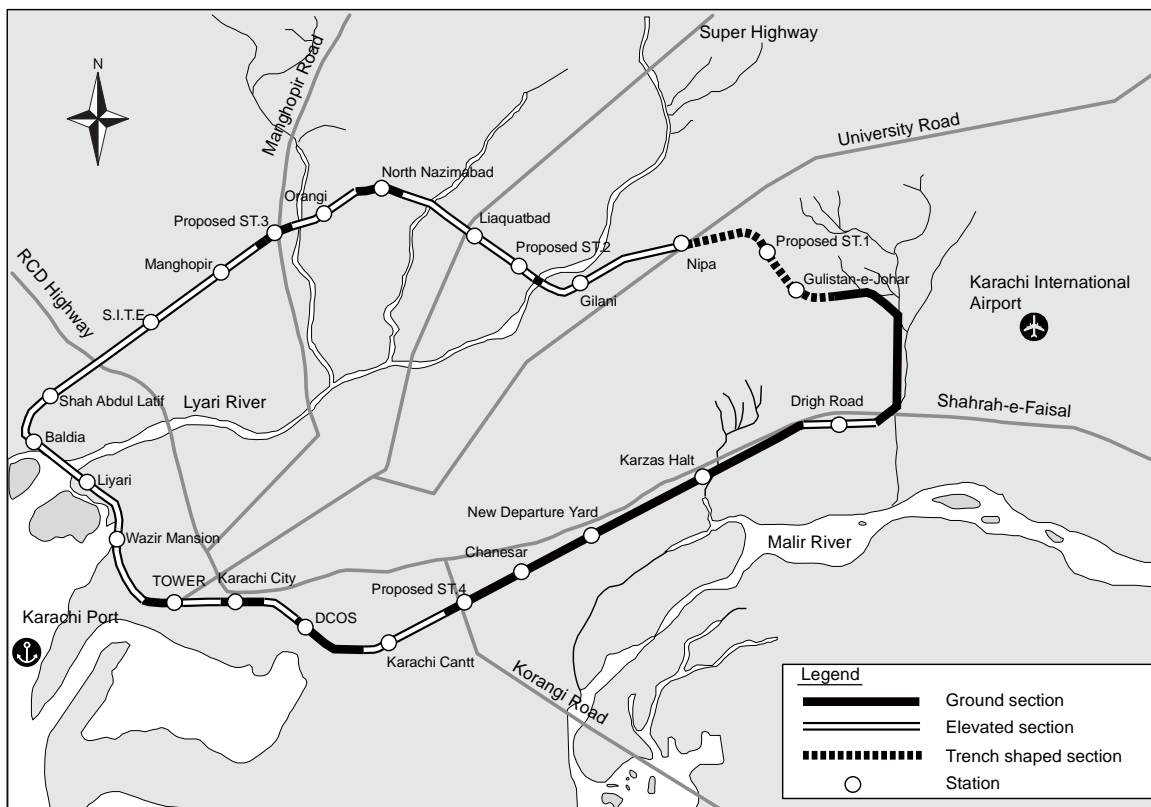 N
Super Highway
Manghopir Road
University Road
North Nazimabad
Orangi
Proposed ST.3
Liaquatbad
Proposed ST.2
Proposed ST.1
Manghopir
Nipa
RCD Highway
Gilani
Gulistan-e-Johar
Karachi International
Airport
S.I.T.E
Shah Abdul Latif
Lyari River
Drigh Road
Shahrah-e-Faisal
Baldia
Karzas Halt
Liyari
New Departure Yard
Wazir Mansion
Malir River
Chanesar
TOWER
Karachi City
Proposed ST.4
Karachi Port
DCOS
Karachi Cantt
Korangi Road
Legend
Ground section
Elevated section
Trench shaped section
Station